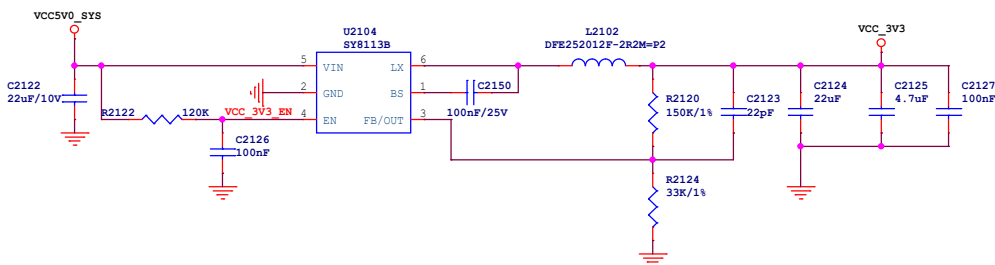 VCC5V0_SYS
U2104
SY8113B
L2102
DFE252012F-2R2M=P2
VCC_3V3
5 VIN LX 6
2 GND BS 1
4 EN FB/OUT 3
C2122
22uF/10V
R2122 120K
VCC_3V3_EN
C2126
100nF
C2150
100nF/25V
R2120
150K/1%
C2123
22pF
C2124
22uF
C2125
4.7uF
C2127
100nF
R2124
33K/1%